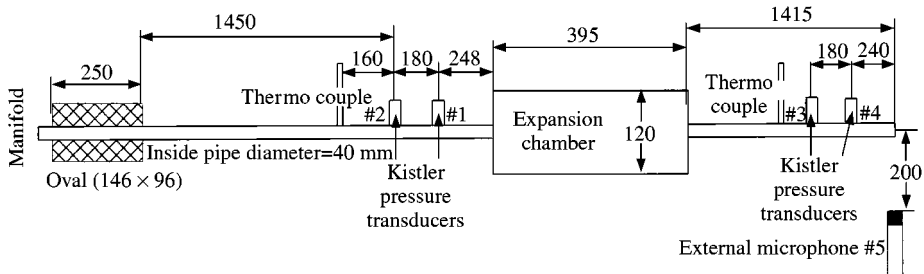 1450
1415
395
250
160
180
248
180
240
Thermo couple
Thermo
couple
#2
#1
#3
#4
Manifold
Expansion
chamber
120
Inside pipe diameter=40 mm
Oval (146 × 96)
Kistler
pressure
transducers
Kistler
pressure
transducers
200
External microphone #5